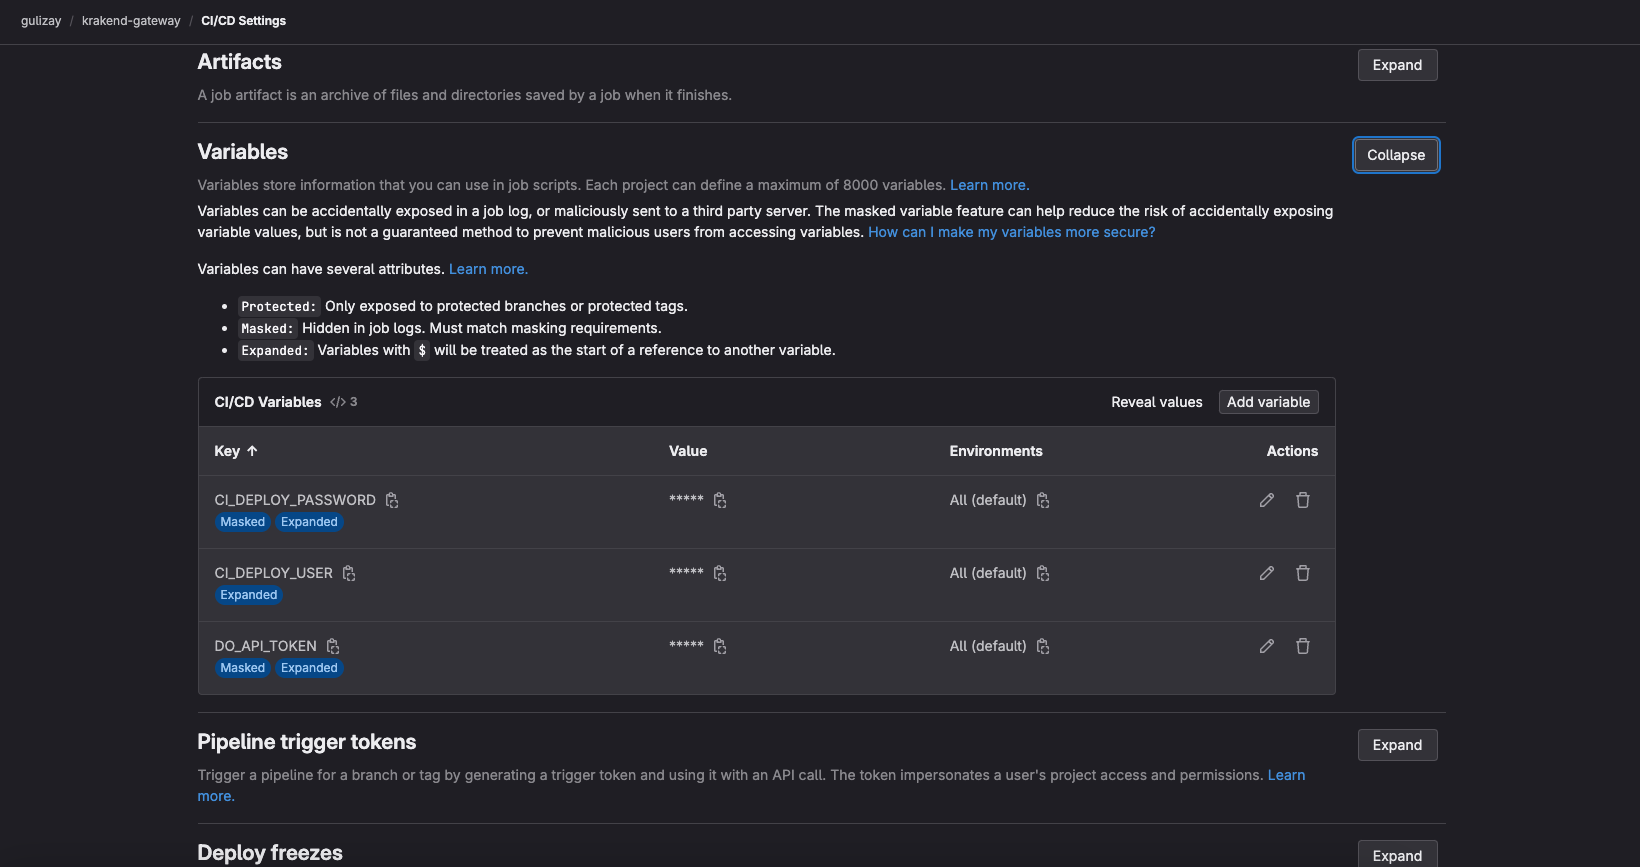 gulizay / krakend-gateway / CI/CD Settings
Artifacts
Expand
A job artifact is an archive of files and directories saved by a job when it finishes.
Variables
Collapse
Variables store information that you can use in job scripts. Each project can define a maximum of 8000 variables. Learn more.
Variables can be accidentally exposed in a job log, or maliciously sent to a third party server. The masked variable feature can help reduce the risk of accidentally exposing
variable values, but is not a guaranteed method to prevent malicious users from accessing variables. How can I make my variables more secure?
Variables can have several attributes. Learn more.
• Protected: Only exposed to protected branches or protected tags.
• Masked: Hidden in job logs. Must match masking requirements.
• Expanded: Variables with $ will be treated as the start of a reference to another variable.
CI/CD Variables </> 3 Reveal values Add variable
Key ↑ Value Environments Actions
CI_DEPLOY_PASSWORD ***** All (default)
Masked Expanded
CI_DEPLOY_USER ***** All (default)
Expanded
DO_API_TOKEN ***** All (default)
Masked Expanded
Pipeline trigger tokens
Expand
Trigger a pipeline for a branch or tag by generating a trigger token and using it with an API call. The token impersonates a user's project access and permissions. Learn
more.
Deploy freezes
Expand